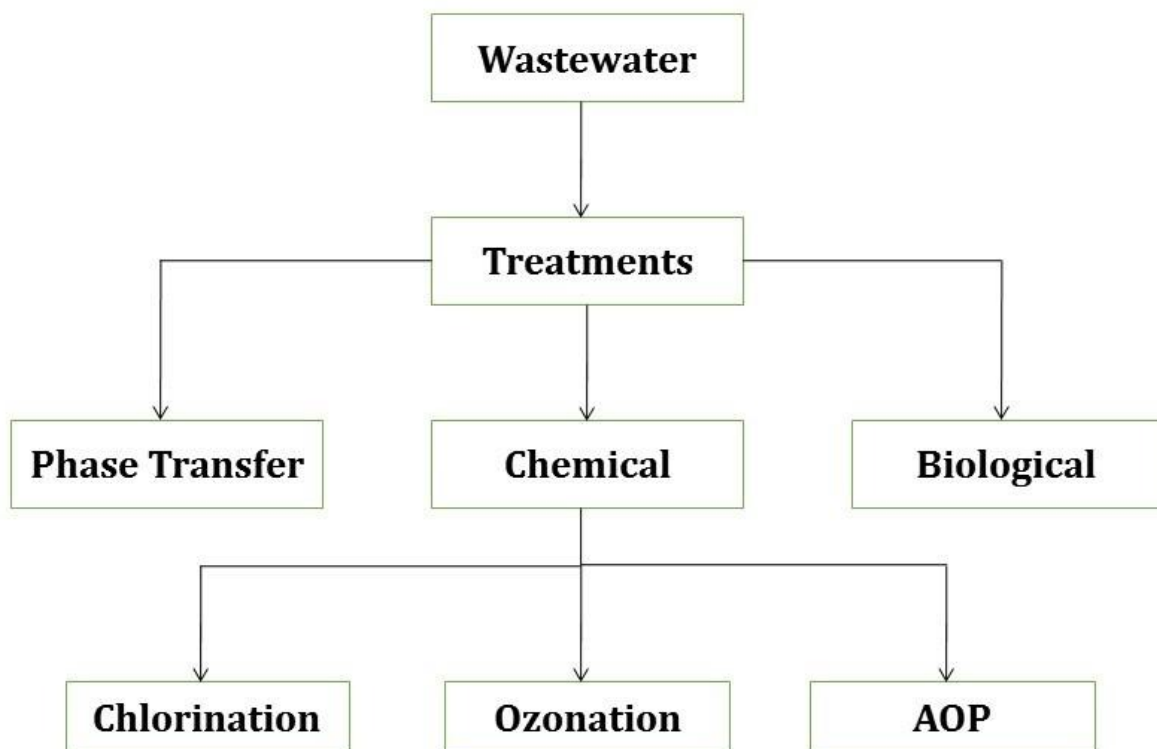 Wastewater
Treatments
Phase Transfer
Chemical
Biological
Chlorination
Ozonation
AOP